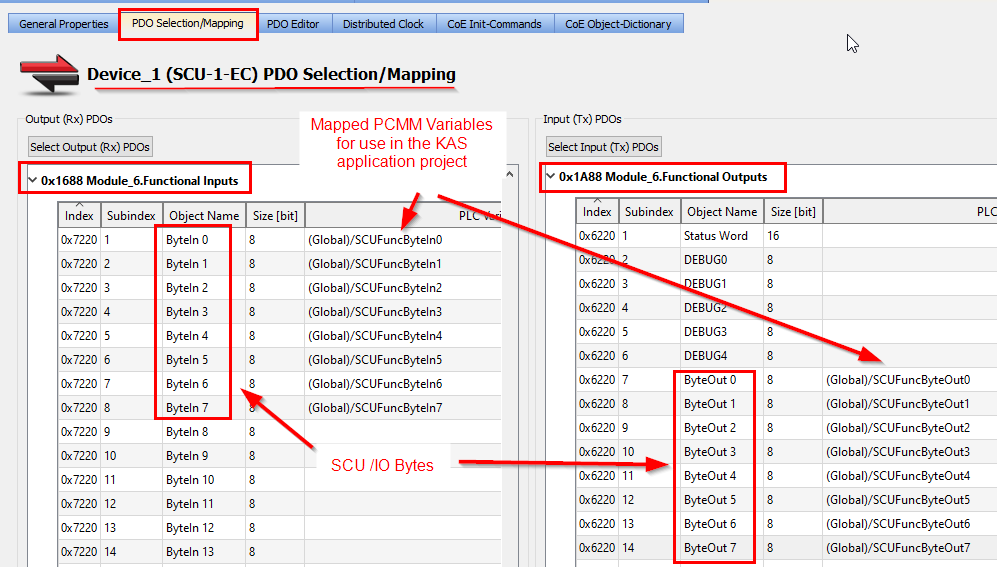 General Properties PDO Selection/Mapping PDO Editor Distributed Clock CoE Init-Commands CoE Object-Dictionary
Device_1 (SCU-1-EC) PDO Selection/Mapping
Output (Rx) PDOs
Select Output (Rx) PDOs
0x1688 Module_6.Functional Inputs
Index Subindex Object Name Size [bit] PLC Vari
0x7220 1 ByteIn 0 8 (Global)/SCUFuncByteIn0
0x7220 2 ByteIn 1 8 (Global)/SCUFuncByteIn1
0x7220 3 ByteIn 2 8 (Global)/SCUFuncByteIn2
0x7220 4 ByteIn 3 8 (Global)/SCUFuncByteIn3
0x7220 5 ByteIn 4 8 (Global)/SCUFuncByteIn4
0x7220 6 ByteIn 5 8 (Global)/SCUFuncByteIn5
0x7220 7 ByteIn 6 8 (Global)/SCUFuncByteIn6
0x7220 8 ByteIn 7 8 (Global)/SCUFuncByteIn7
0x7220 9 ByteIn 8 8
0x7220 10 ByteIn 9 8
0x7220 11 ByteIn 10 8
0x7220 12 ByteIn 11 8
0x7220 13 ByteIn 12 8
0x7220 14 ByteIn 13 8
Mapped PCMM Variables
for use in the KAS
application project
SCU /IO Bytes
Input (Tx) PDOs
Select Input (Tx) PDOs
0x1A88 Module_6.Functional Outputs
Index Subindex Object Name Size [bit] PLC
0x6220 1 Status Word 16
0x6220 2 DEBUG0 8
0x6220 3 DEBUG1 8
0x6220 4 DEBUG2 8
0x6220 5 DEBUG3 8
0x6220 6 DEBUG4 8
0x6220 7 ByteOut 0 8 (Global)/SCUFuncByteOut0
0x6220 8 ByteOut 1 8 (Global)/SCUFuncByteOut1
0x6220 9 ByteOut 2 8 (Global)/SCUFuncByteOut2
0x6220 10 ByteOut 3 8 (Global)/SCUFuncByteOut3
0x6220 11 ByteOut 4 8 (Global)/SCUFuncByteOut4
0x6220 12 ByteOut 5 8 (Global)/SCUFuncByteOut5
0x6220 13 ByteOut 6 8 (Global)/SCUFuncByteOut6
0x6220 14 ByteOut 7 8 (Global)/SCUFuncByteOut7